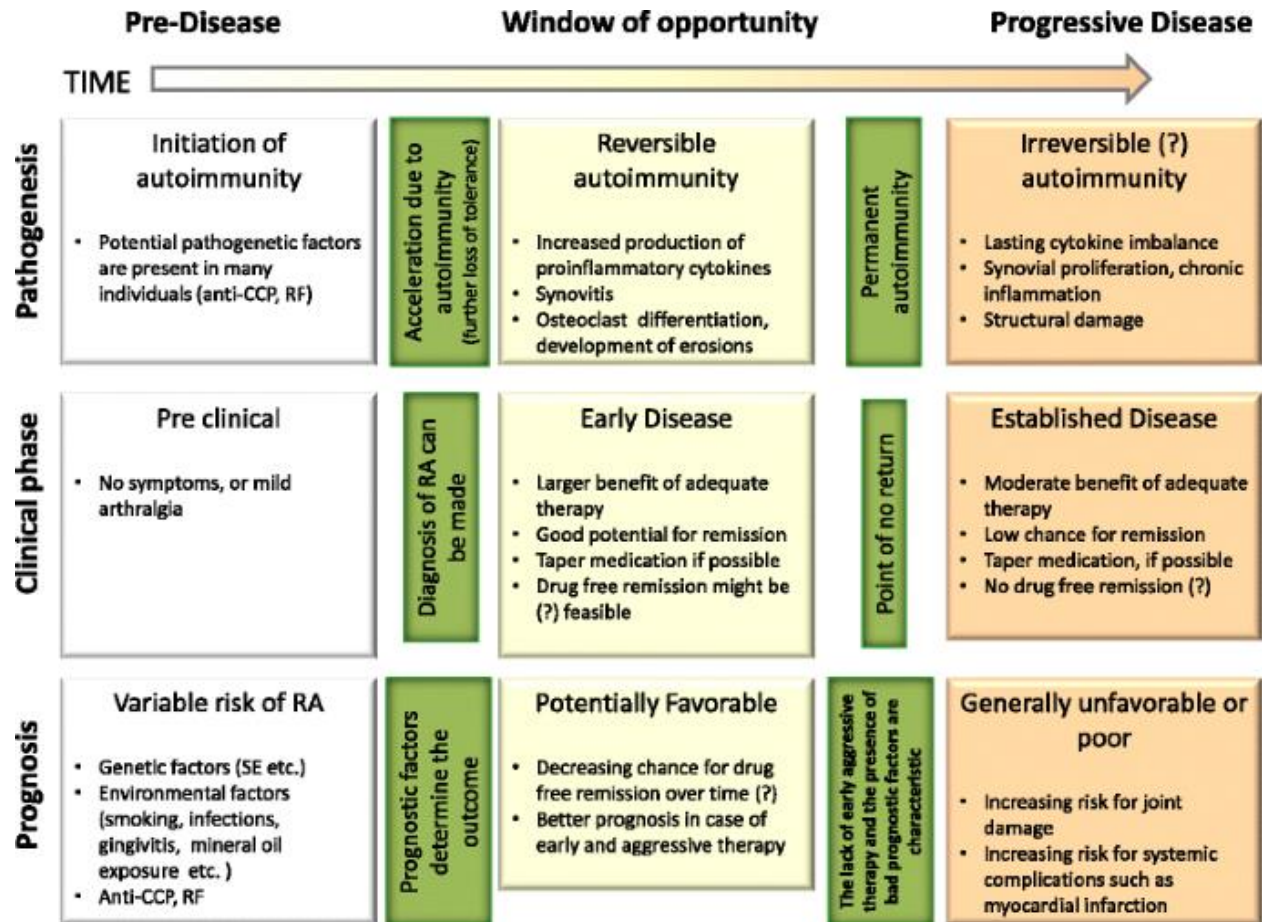 Pre-Disease
Window of opportunity
Progressive Disease
TIME
Pathogenesis
Initiation of
autoimmunity
• Potential pathogenetic factors
are present in many
individuals (anti-CCP, RF)
Acceleration due to
autoimmunity
(further loss of tolerance)
Reversible
autoimmunity
• Increased production of
proinflammatory cytokines
• Synovitis
• Osteoclast differentiation,
development of erosions
Permanent
autoimmunity
Irreversible (?)
autoimmunity
• Lasting cytokine imbalance
• Synovial proliferation, chronic
inflammation
• Structural damage
Clinical phase
Pre clinical
• No symptoms, or mild
arthralgia
Diagnosis of RA can
be made
Early Disease
• Larger benefit of adequate
therapy
• Good potential for remission
• Taper medication if possible
• Drug free remission might be
(?) feasible
Point of no return
Established Disease
• Moderate benefit of adequate
therapy
• Low chance for remission
• Taper medication, if possible
• No drug free remission (?)
Prognosis
Variable risk of RA
• Genetic factors (SE etc.)
• Environmental factors
(smoking, infections,
gingivitis, mineral oil
exposure etc. )
• Anti-CCP, RF
Prognostic factors
determine the
outcome
Potentially Favorable
• Decreasing chance for drug
free remission over time (?)
• Better prognosis in case of
early and aggressive therapy
The lack of early aggressive
therapy and the presence of
bad prognostic factors are
characteristic
Generally unfavorable or
poor
• Increasing risk for joint
damage
• Increasing risk for systemic
complications such as
myocardial infarction